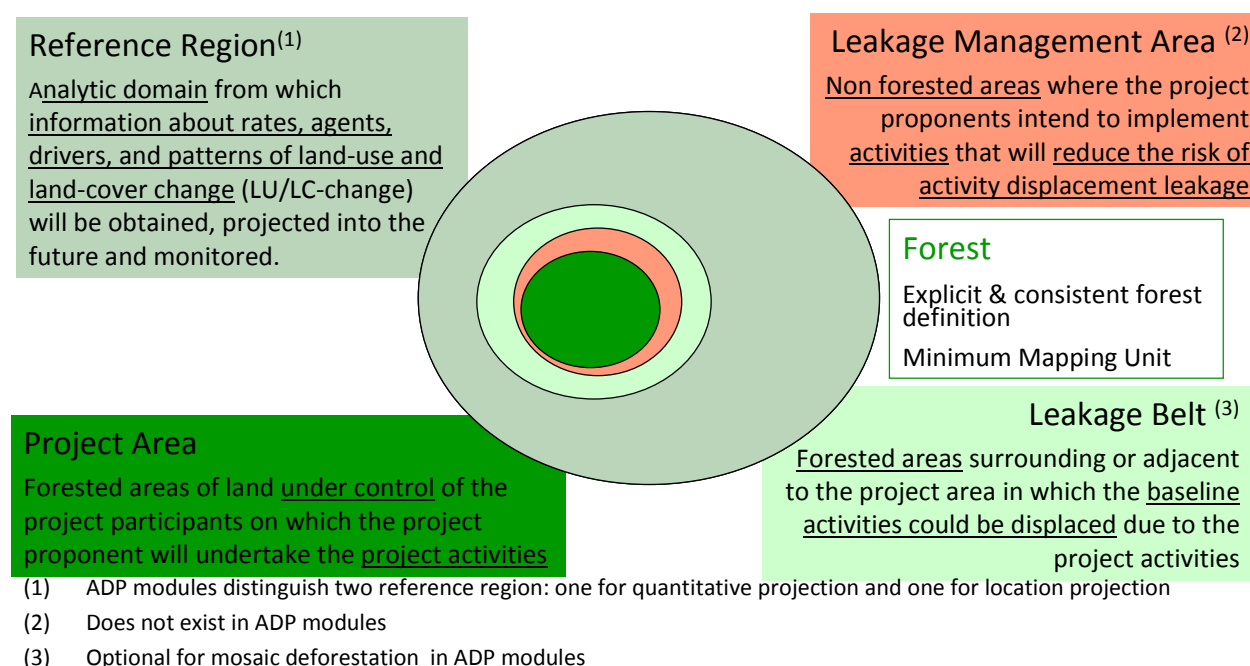 Reference Region(1)
Analytic domain from which
information about rates, agents,
drivers, and patterns of land-use and
land-cover change (LU/LC-change)
will be obtained, projected into the
future and monitored.
Leakage Management Area (2)
Non forested areas where the project
proponents intend to implement
activities that will reduce the risk of
activity displacement leakage
Forest
Explicit & consistent forest
definition
Minimum Mapping Unit
Project Area
Forested areas of land under control of the
project participants on which the project
proponent will undertake the project activities
Leakage Belt (3)
Forested areas surrounding or adjacent
to the project area in which the baseline
activities could be displaced due to the
project activities
(1) ADP modules distinguish two reference region: one for quantitative projection and one for location projection
(2) Does not exist in ADP modules
(3) Optional for mosaic deforestation in ADP modules